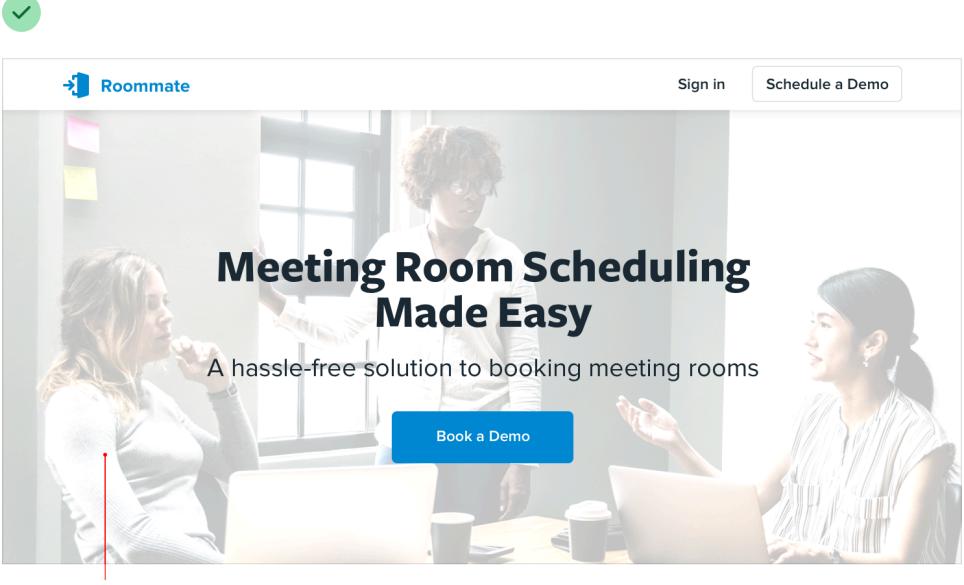 Roommate
Sign in
Schedule a Demo
Meeting Room Scheduling
Made Easy
A hassle-free solution to booking meeting rooms
Book a Demo